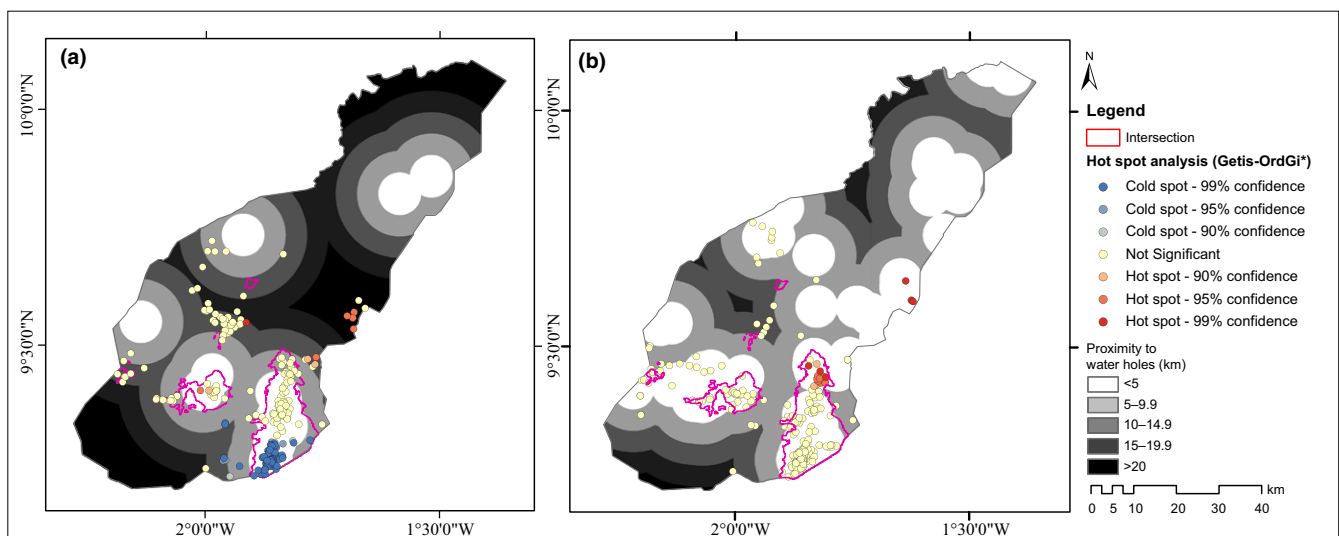 (a)
(b)
N
10°0'0"N
9°30'0"N
10°0'0"N
9°30'0"N
2°0'0"W
1°30'0"W
2°0'0"W
1°30'0"W
Legend
Intersection
Hot spot analysis (Getis-OrdGi*)
Cold spot - 99% confidence
Cold spot - 95% confidence
Cold spot - 90% confidence
Not Significant
Hot spot - 90% confidence
Hot spot - 95% confidence
Hot spot - 99% confidence
Proximity to
water holes (km)
<5
5–9.9
10–14.9
15–19.9
>20
km
0 5 10 20 30 40